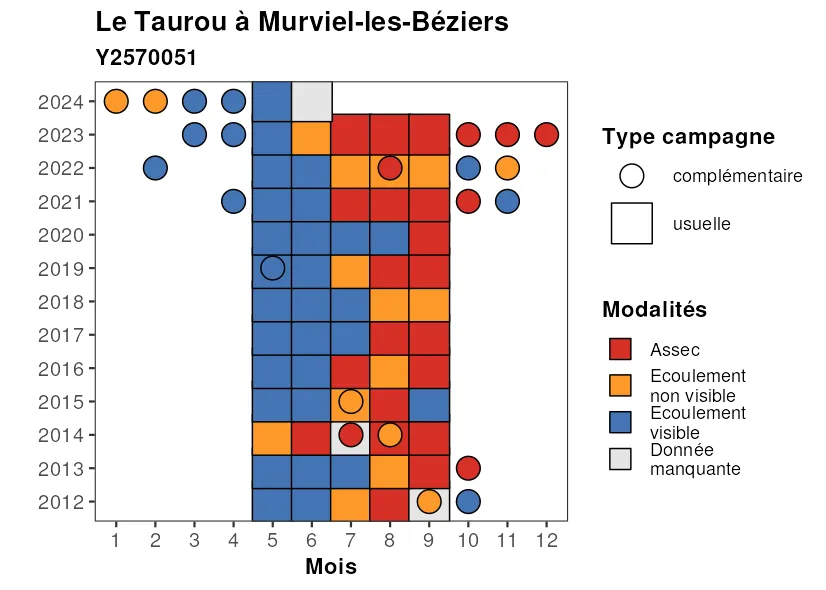 Le Taurou à Murviel-les-Béziers
Y2570051
2024
2023
2022
2021
2020
2019
2018
2017
2016
2015
2014
2013
2012
1 2 3 4 5 6 7 8 9 10 11 12
Mois
Type campagne
complémentaire
usuelle
Modalités
Assec
Ecoulement
non visible
Ecoulement
visible
Donnée
manquante